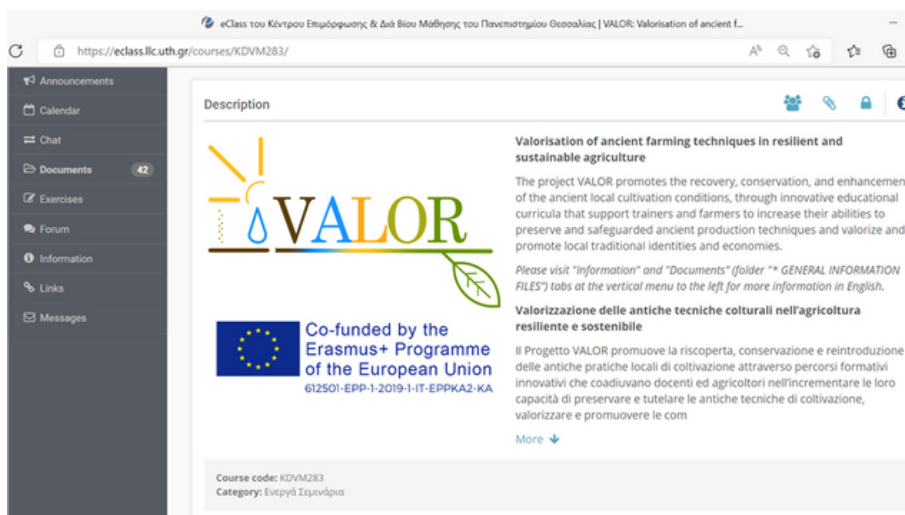 eClass του Κέντρου Επιμόρφωσης & Διά Βίου Μάθησης του Πανεπιστημίου Θεσσαλίας | VALOR: Valorisation of ancient f...
https://eclass.llc.uth.gr/courses/KDVM283/
Announcements
Calendar
Chat
Documents 42
Exercises
Forum
Information
Links
Messages
Description
VALOR
Co-funded by the
Erasmus+ Programme
of the European Union
612501-EPP-1-2019-1-IT-EPPKA2-KA
Valorisation of ancient farming techniques in resilient and
sustainable agriculture
The project VALOR promotes the recovery, conservation, and enhancemen
of the ancient local cultivation conditions, through innovative educational
curricula that support trainers and farmers to increase their abilities to
preserve and safeguarded ancient production techniques and valorize and
promote local traditional identities and economies.
Please visit "Information" and "Documents" (folder "* GENERAL INFORMATION
FILES") tabs at the vertical menu to the left for more information in English.
Valorizzazione delle antiche tecniche colturali nell'agricoltura
resiliente e sostenibile
Il Progetto VALOR promuove la riscoperta, conservazione e reintroduzione
delle antiche pratiche locali di coltivazione attraverso percorsi formativi
innovativi che coadiuvano docenti ed agricoltori nell'incrementare le loro
capacità di preservare e tutelare le antiche tecniche di coltivazione,
valorizzare e promuovere le com
More
Course code: KDVM283
Category: Ενεργά Σεμινάρια